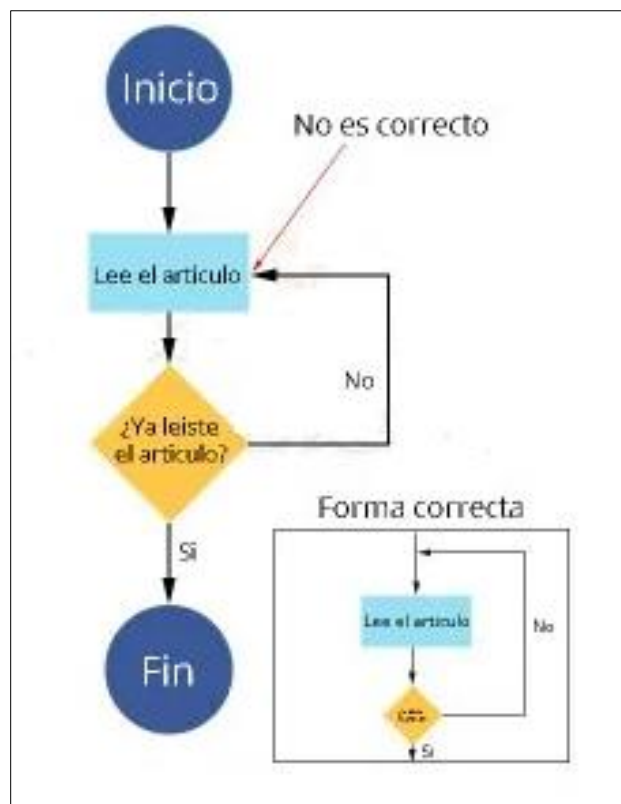 Inicio
No es correcto
Lee el articulo
No
¿Ya leiste
el articulo?
Si
Fin
Forma correcta
Lee el articulo
No
Si